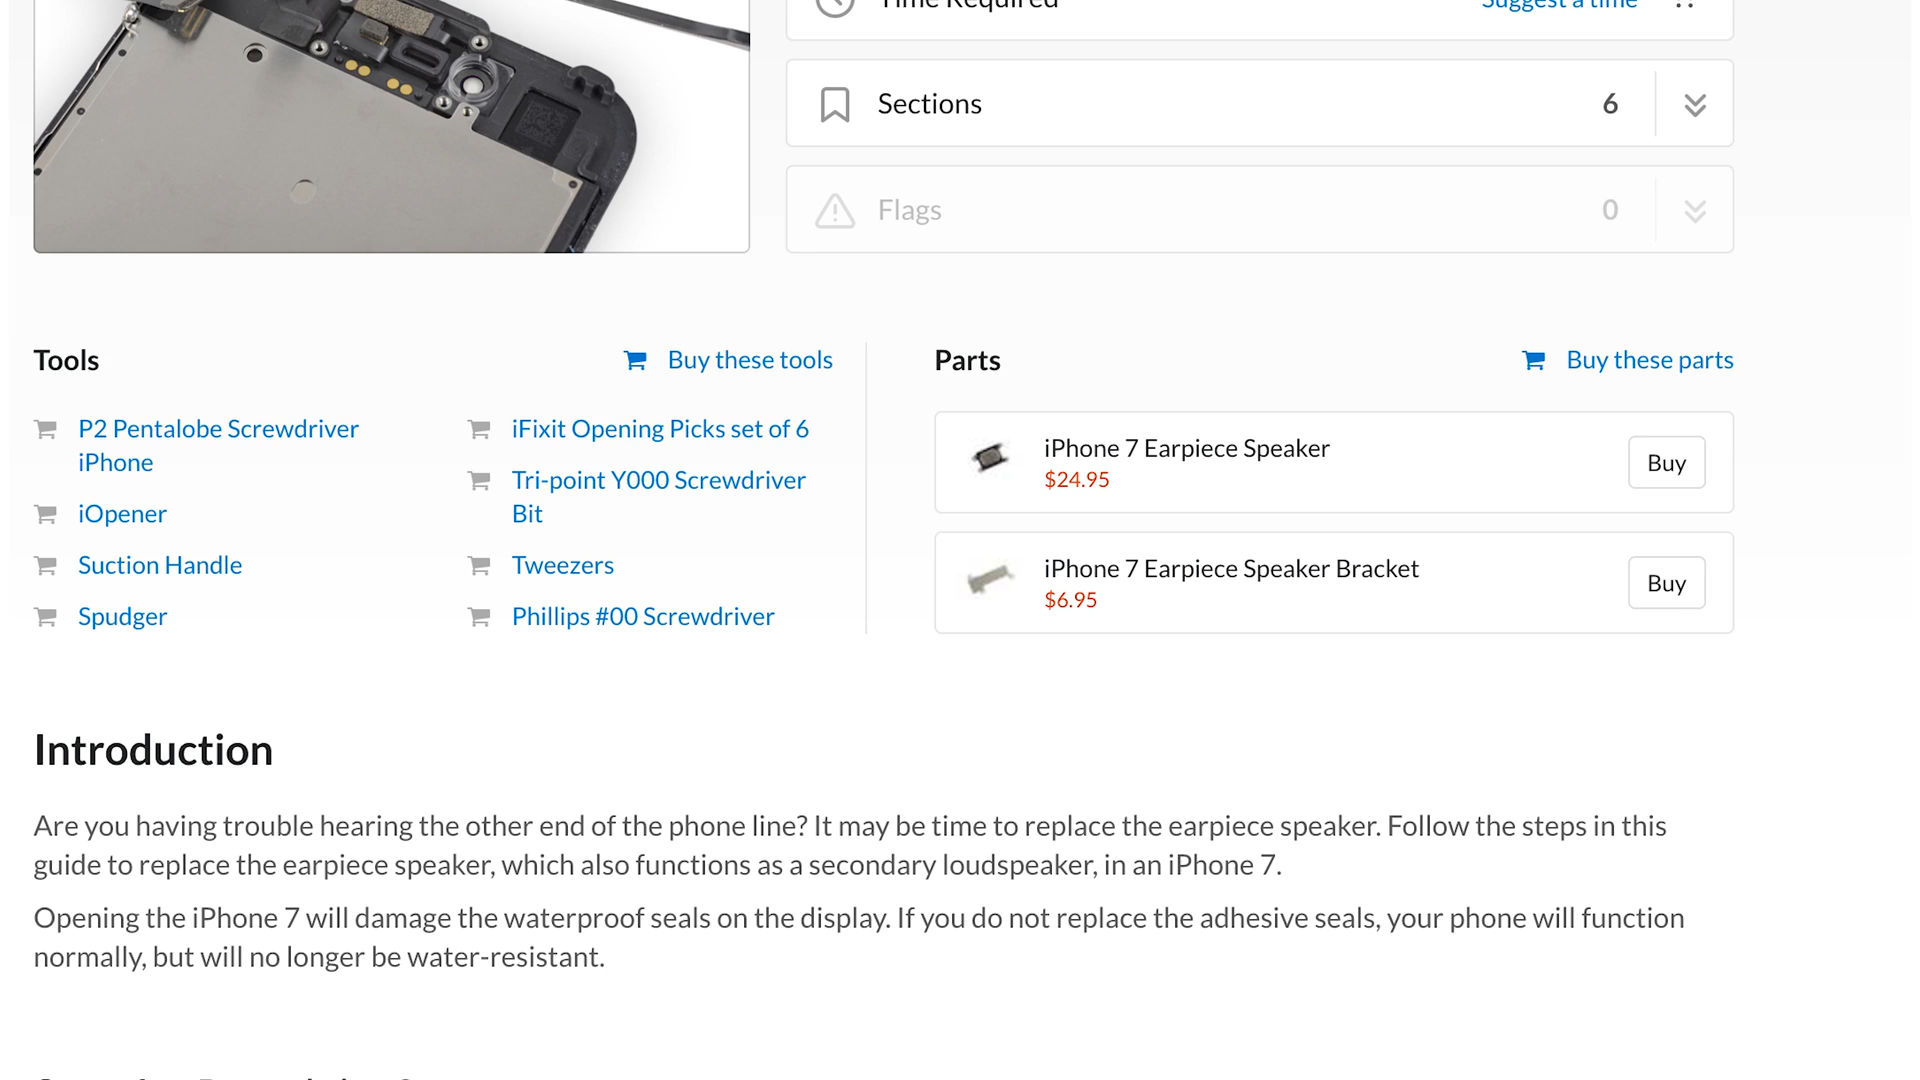 Time Required
Suggest a time
Sections
6
Flags
0
Tools
Buy these tools
P2 Pentalobe Screwdriver
iPhone
iOpener
Suction Handle
Spudger
iFixit Opening Picks set of 6
Tri-point Y000 Screwdriver
Bit
Tweezers
Phillips #00 Screwdriver
Parts
Buy these parts
iPhone 7 Earpiece Speaker
$24.95
Buy
iPhone 7 Earpiece Speaker Bracket
$6.95
Buy
Introduction
Are you having trouble hearing the other end of the phone line? It may be time to replace the earpiece speaker. Follow the steps in this
guide to replace the earpiece speaker, which also functions as a secondary loudspeaker, in an iPhone 7.
Opening the iPhone 7 will damage the waterproof seals on the display. If you do not replace the adhesive seals, your phone will function
normally, but will no longer be water-resistant.